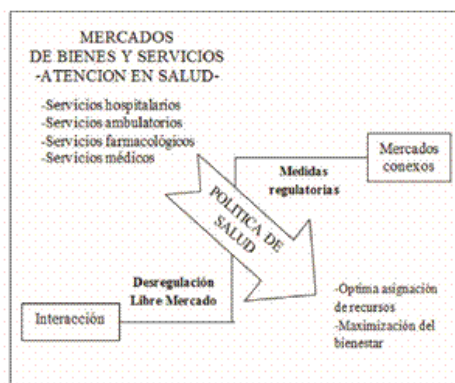 MERCADOS
DE BIENES Y SERVICIOS
-ATENCION EN SALUD-
-Servicios hospitalarios
-Servicios ambulatorios
-Servicios farmacológicos
-Servicios médicos
Mercados
conexos
Medidas
regulatorias
POLITICA DE
SALUD
Desregulación
Libre Mercado
Interacción
-Optima asignación
de recursos
-Maximización del
bienestar